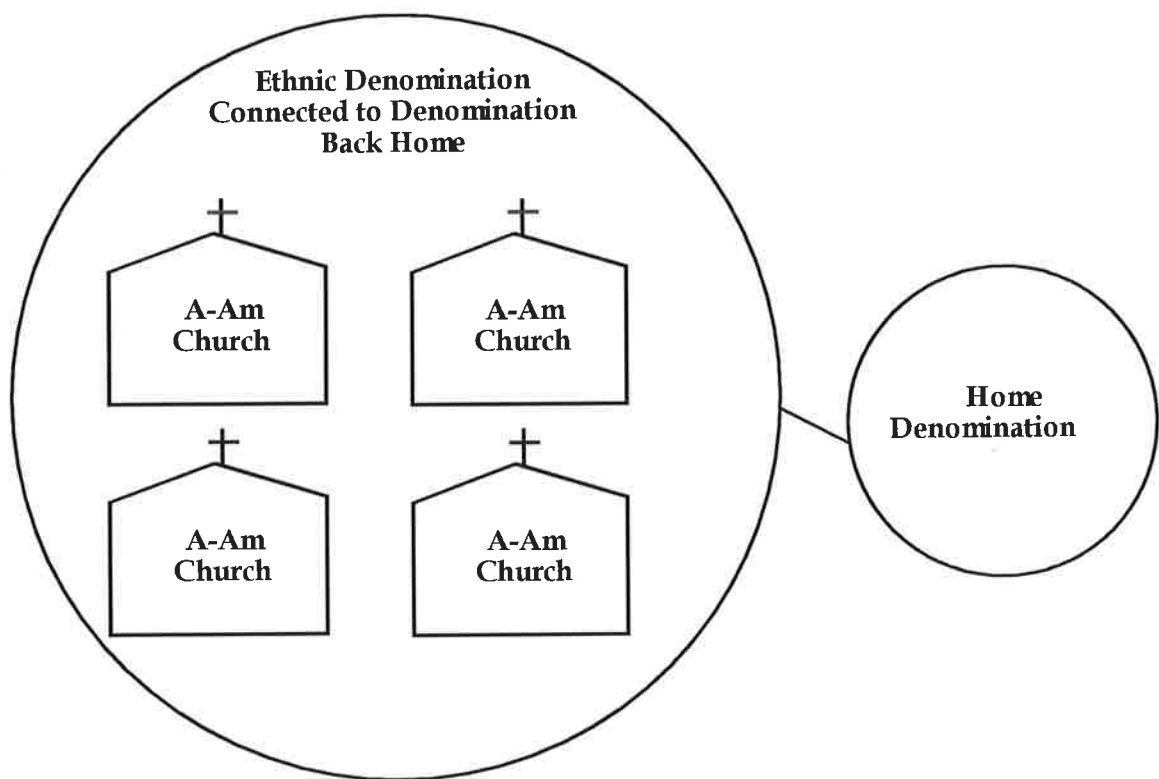 Ethnic Denomination
Connected to Denomination
Back Home
A-Am
Church
A-Am
Church
A-Am
Church
A-Am
Church
Home
Denomination